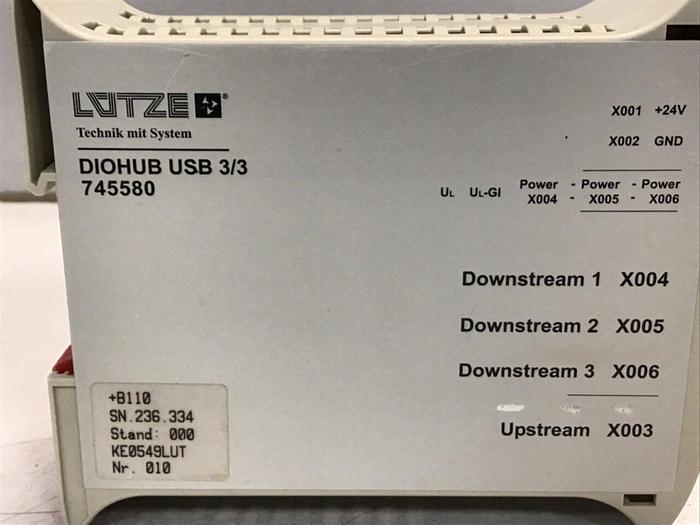 LÜTZE ®
Technik mit System
DIOHUB USB 3/3
745580
X001 +24V
X002 GND
UL UL-GI Power - Power - Power
X004 - X005 - X006
Downstream 1 X004
Downstream 2 X005
Downstream 3 X006
Upstream X003
+B110
SN.236.334
Stand: 000
KE0549LUT
Nr. 010